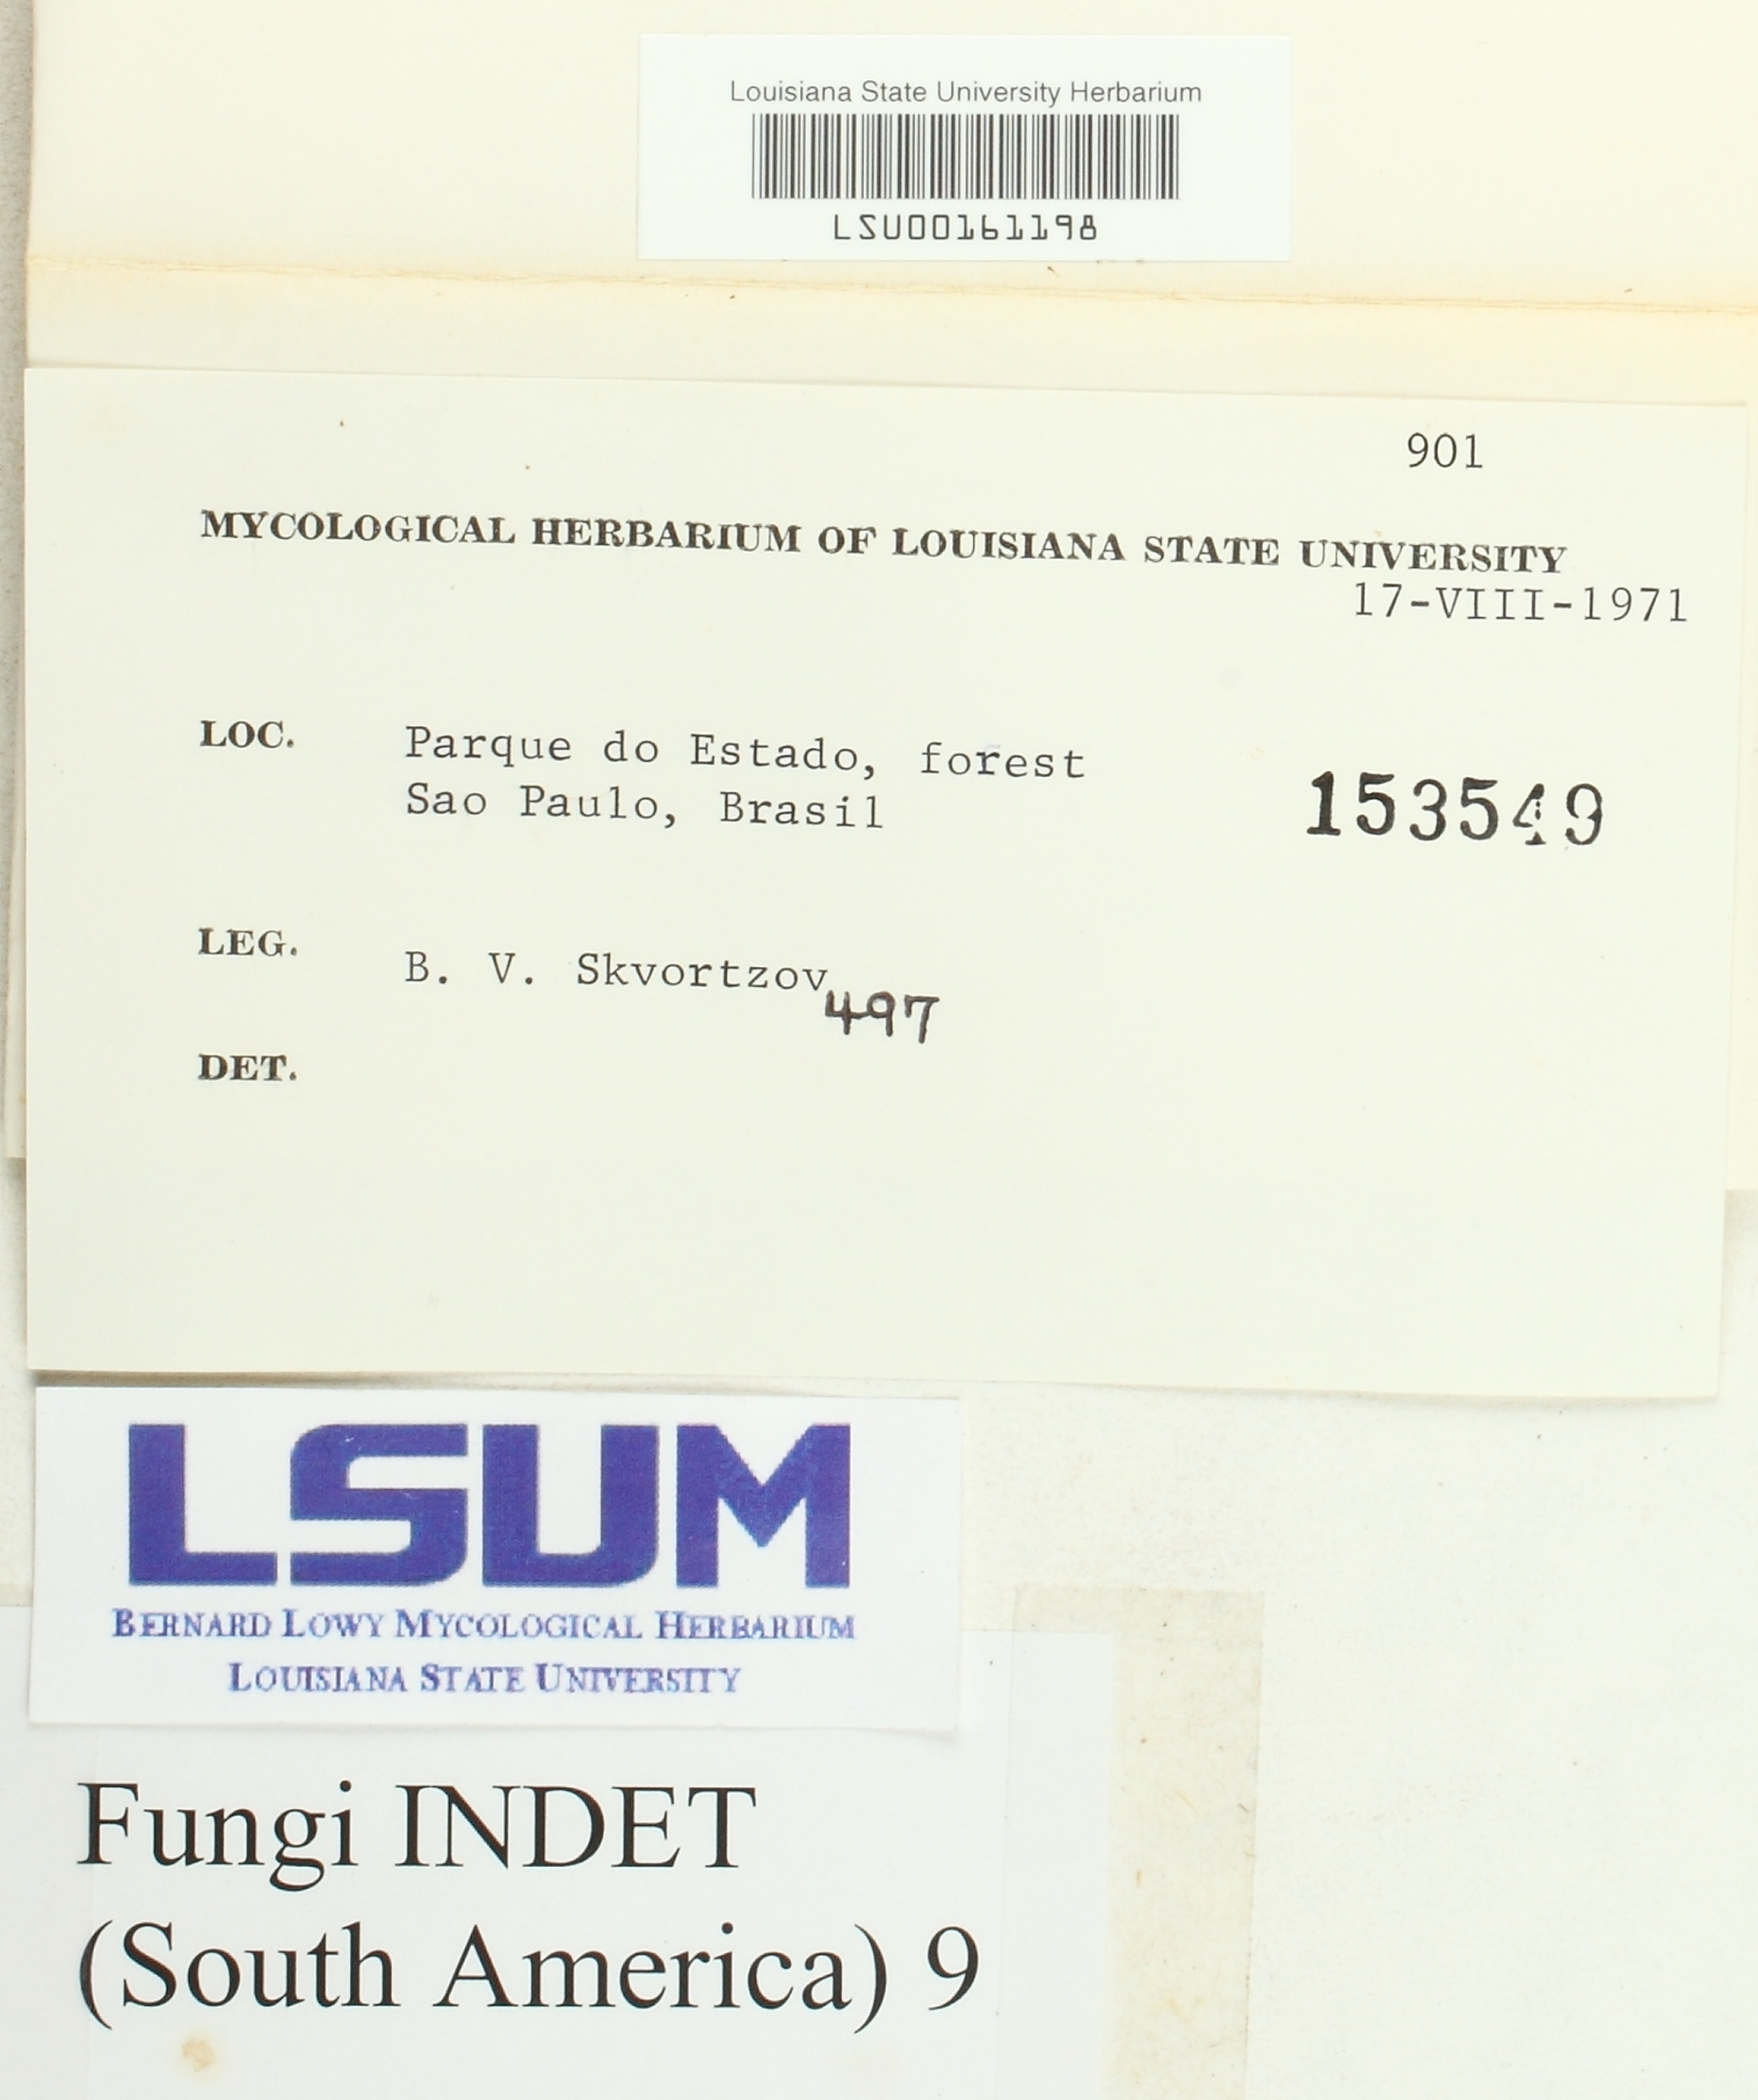 Louisiana State University Herbarium
LSU00161198
901
MYCOLOGICAL HERBARIUM OF LOUISIANA STATE UNIVERSITY
17-VIII-1971
LOC. Parque do Estado, forest
Sao Paulo, Brasil
153549
LEG. B. V. Skvortzov
497
DET.
LSUM
BERNARD LOWY MYCOLOGICAL HERBARIUM
LOUISIANA STATE UNIVERSITY
Fungi INDET
(South America) 9